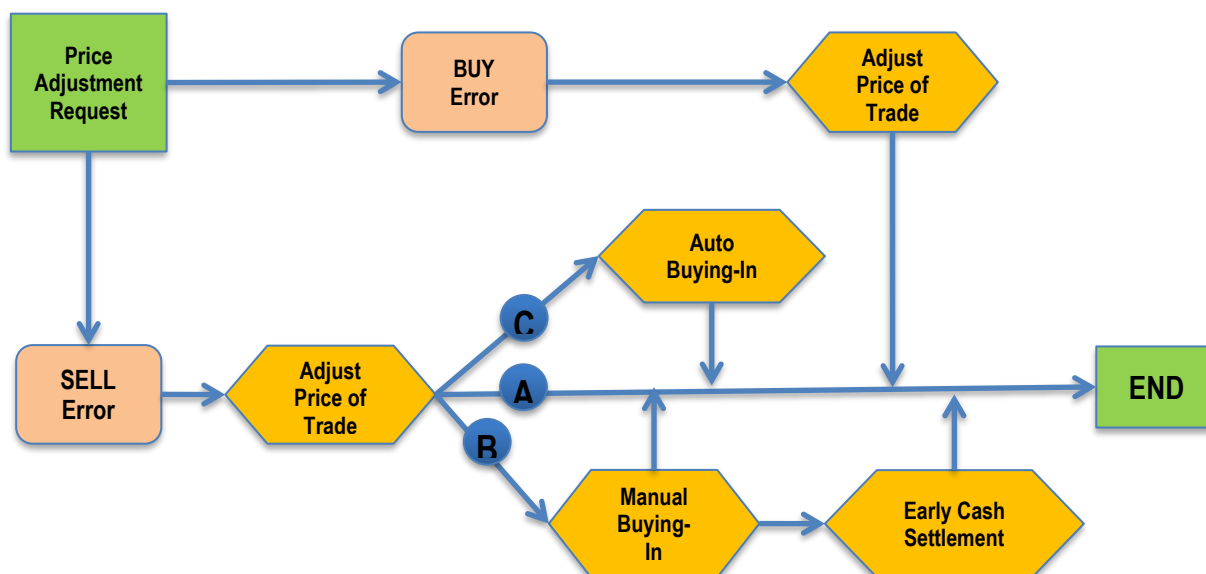 Price
Adjustment
Request
BUY
Error
Adjust
Price of
Trade
Auto
Buying-In
C
SELL
Error
Adjust
Price of
Trade
A
END
B
Manual
Buying-
In
Early Cash
Settlement